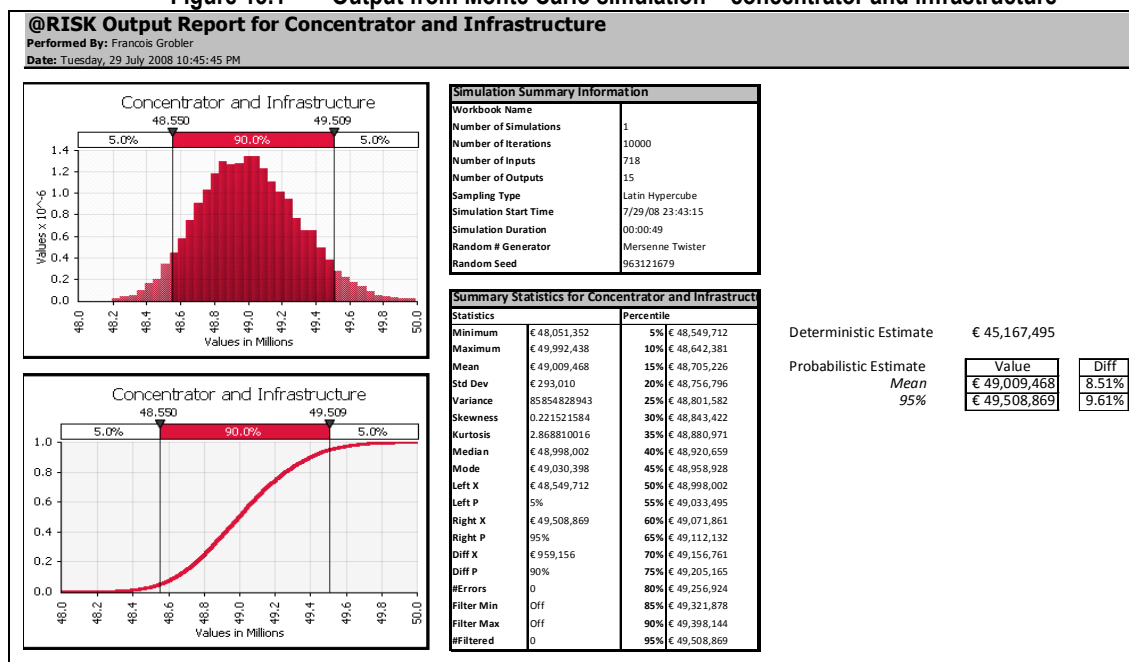 Figure 16.1 Output from Monte Carlo simulation – concentrator and infrastructure
@RISK Output Report for Concentrator and Infrastructure
Performed By: Francois Grobler
Date: Tuesday, 29 July 2008 10:45:45 PM
Concentrator and Infrastructure
48.550 49.509
5.0% 90.0% 5.0%
Values x 10^-6
1.4
1.2
1.0
0.8
0.6
0.4
0.2
0.0
48.0 48.2 48.4 48.6 48.8 49.0 49.2 49.4 49.6 49.8 50.0
Values in Millions
Concentrator and Infrastructure
48.550 49.509
5.0% 90.0% 5.0%
1.0
0.8
0.6
0.4
0.2
0.0
48.0 48.2 48.4 48.6 48.8 49.0 49.2 49.4 49.6 49.8 50.0
Values in Millions
Simulation Summary Information
Workbook Name
Number of Simulations 1
Number of Iterations 10000
Number of Inputs 718
Number of Outputs 15
Sampling Type Latin Hypercube
Simulation Start Time 7/29/08 23:43:15
Simulation Duration 00:00:49
Random # Generator Mersenne Twister
Random Seed 963121679
Summary Statistics for Concentrator and Infrastructu
Statistics Percentile
Minimum € 48,051,352 5% € 48,549,712
Maximum € 49,992,438 10% € 48,642,381
Mean € 49,009,468 15% € 48,705,226
Std Dev € 293,010 20% € 48,756,796
Variance 85854828943 25% € 48,801,582
Skewness 0.221521584 30% € 48,843,422
Kurtosis 2.868810016 35% € 48,880,971
Median € 48,998,002 40% € 48,920,659
Mode € 49,030,398 45% € 48,958,928
Left X € 48,549,712 50% € 48,998,002
Left P 5% 55% € 49,033,495
Right X € 49,508,869 60% € 49,071,861
Right P 95% 65% € 49,112,132
Diff X € 959,156 70% € 49,156,761
Diff P 90% 75% € 49,205,165
#Errors 0 80% € 49,256,924
Filter Min Off 85% € 49,321,878
Filter Max Off 90% € 49,398,144
#Filtered 0 95% € 49,508,869
Deterministic Estimate € 45,167,495
Probabilistic Estimate Value Diff
Mean € 49,009,468 8.51%
95% € 49,508,869 9.61%